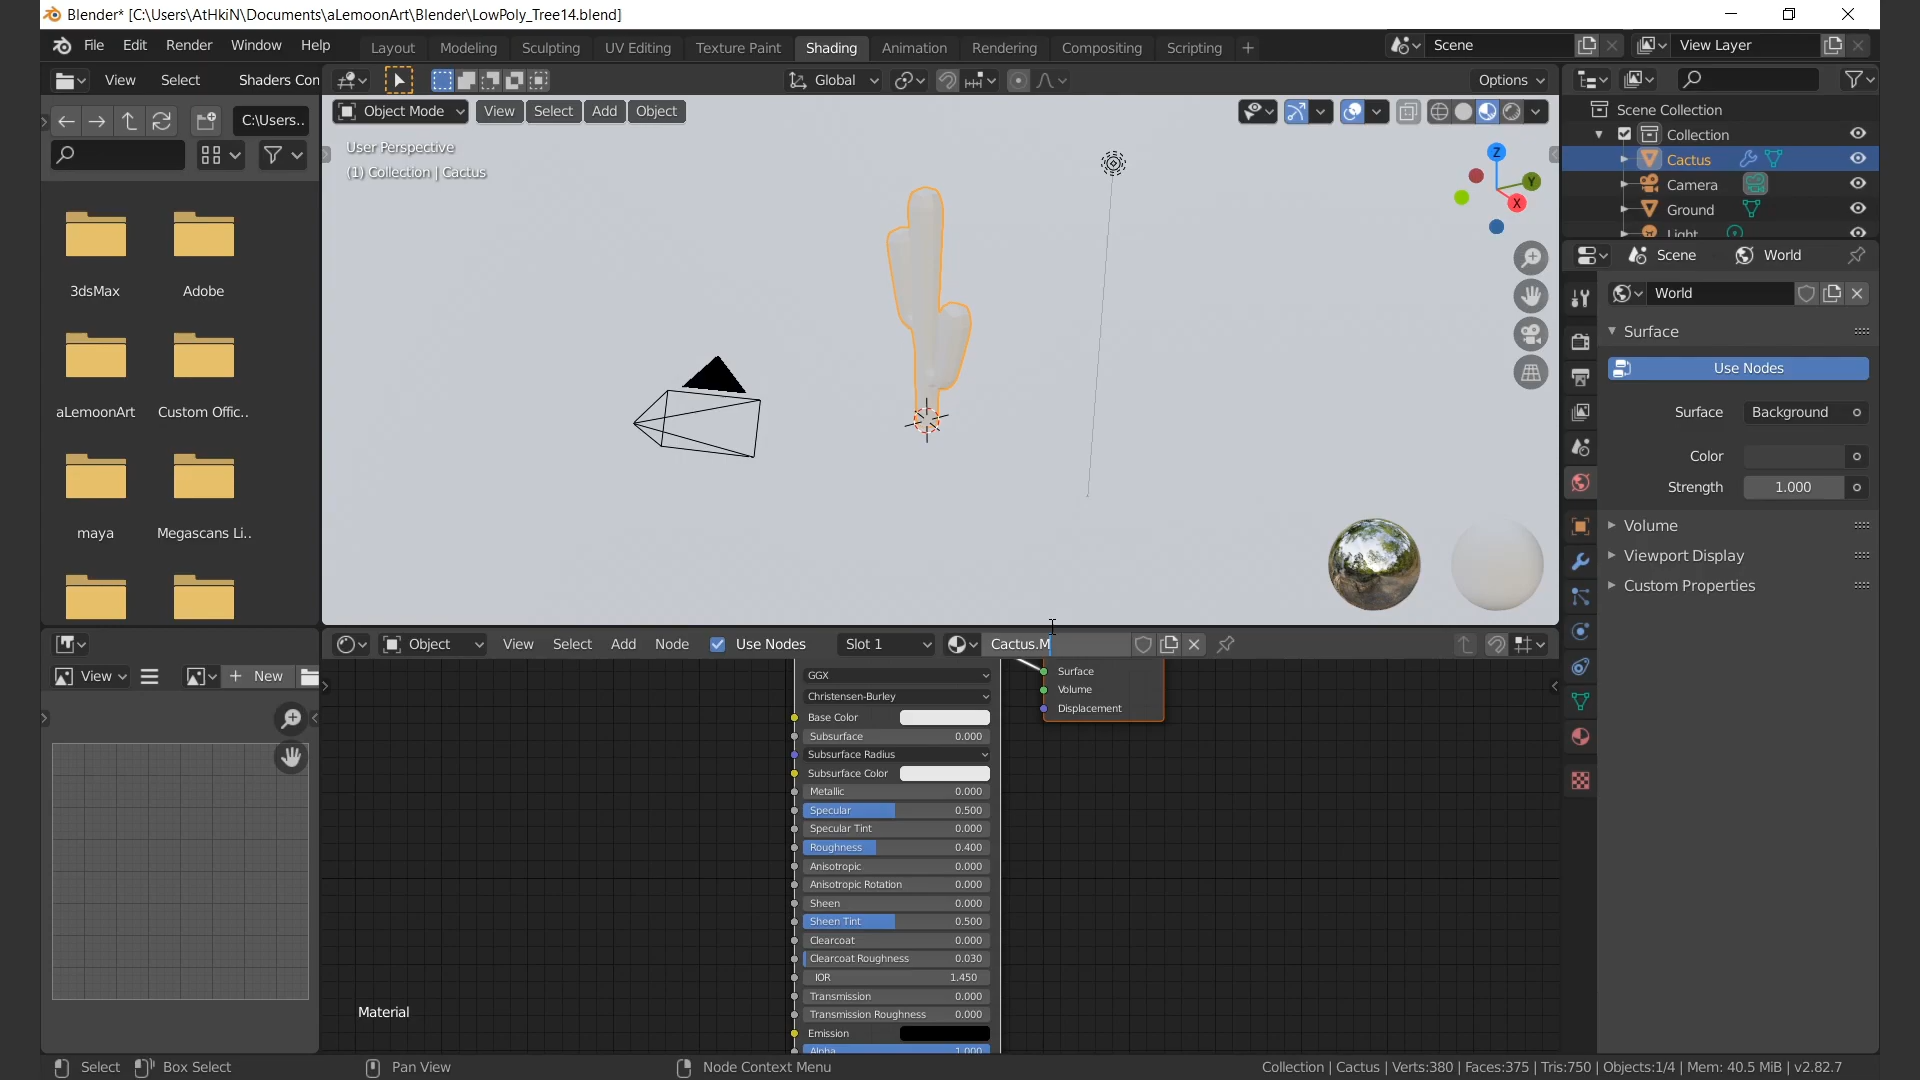 Blender* [C:\Users\AtHkiN\Documents\aLemoonArt\Blender\LowPoly_Tree14.blend]
File Edit Render Window Help Layout Modeling Sculpting UV Editing Texture Paint Shading Animation Rendering Compositing Scripting + Scene View Layer
View Select Shaders Con Global Options
Object Mode View Select Add Object
C:\Users..
User Perspective
(1) Collection | Cactus
Z
Y
X
Scene Collection
Collection
Cactus
Camera
Ground
Light
Scene World
World
Surface
Use Nodes
Surface Background
Color
Strength 1.000
Volume
Viewport Display
Custom Properties
3dsMax Adobe
aLemoonArt Custom Offic..
maya Megascans Li..
Object View Select Add Node Use Nodes Slot 1 Cactus.M
View + New
GGX
Christensen-Burley
Base Color
Subsurface 0.000
Subsurface Radius
Subsurface Color
Metallic 0.000
Specular 0.500
Specular Tint 0.000
Roughness 0.400
Anisotropic 0.000
Anisotropic Rotation 0.000
Sheen 0.000
Sheen Tint 0.500
Clearcoat 0.000
Clearcoat Roughness 0.030
IOR 1.450
Transmission 0.000
Transmission Roughness 0.000
Emission
Alpha 1.000
Surface
Volume
Displacement
Material
Select Box Select Pan View Node Context Menu Collection | Cactus | Verts:380 | Faces:375 | Tris:750 | Objects:1/4 | Mem: 40.5 MiB | v2.82.7